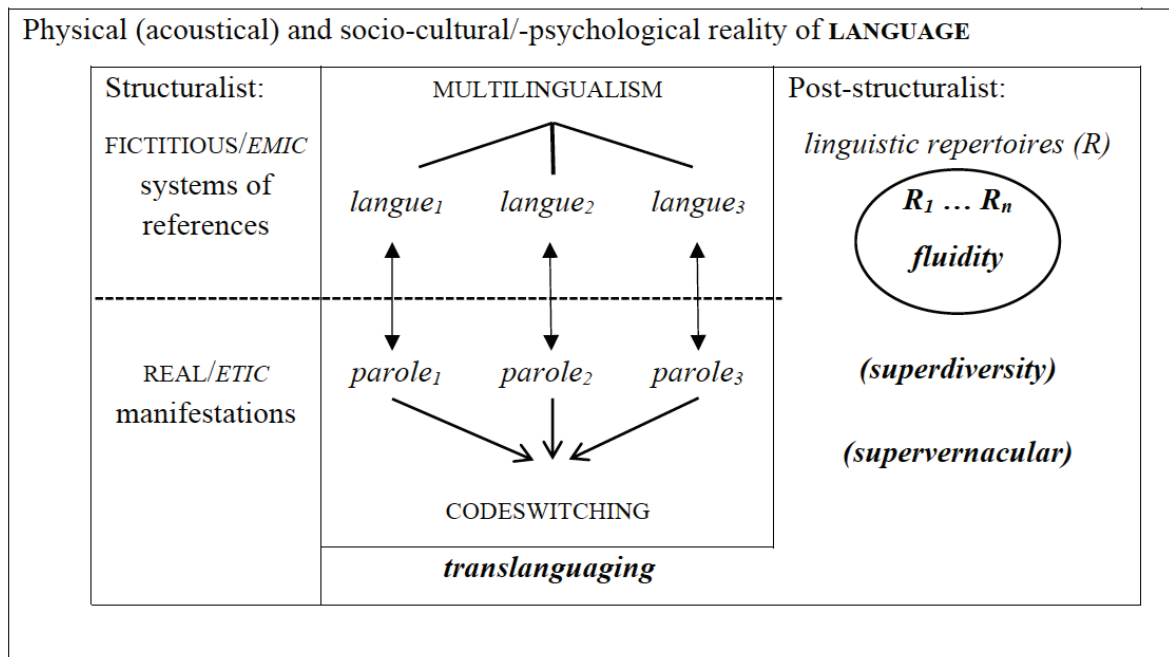 Physical (acoustical) and socio-cultural/-psychological reality of LANGUAGE
Structuralist:
FICTITIOUS/EMIC
systems of
references
REAL/ETIC
manifestations
MULTILINGUALISM
langue1 langue2 langue3
parole1 parole2 parole3
CODESWITCHING
translanguaging
Post-structuralist:
linguistic repertoires (R)
R1 … Rn
fluidity
(superdiversity)
(supervernacular)